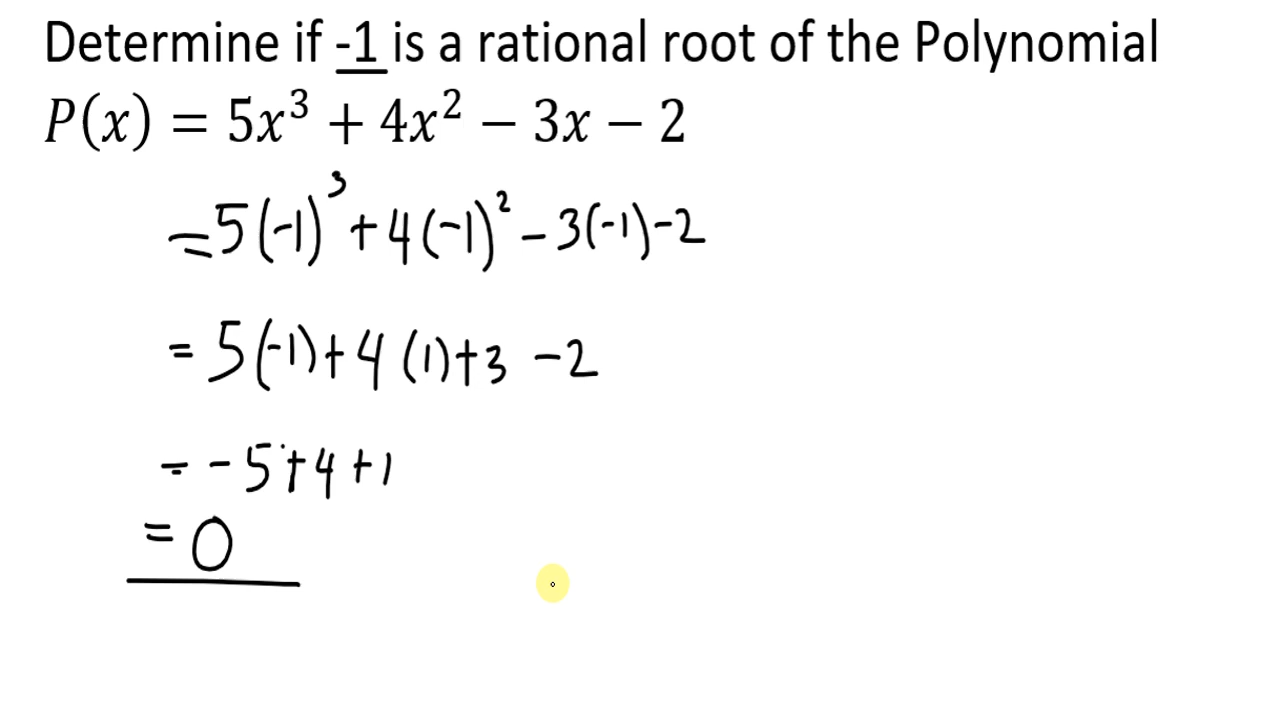 Determine if -1 is a rational root of the Polynomial
P(x) = 5x³ + 4x² − 3x − 2
= 5(-1)³ + 4(-1)² - 3(-1) - 2
= 5(-1) + 4(1) + 3 - 2
= - 5 + 4 + 1
= 0